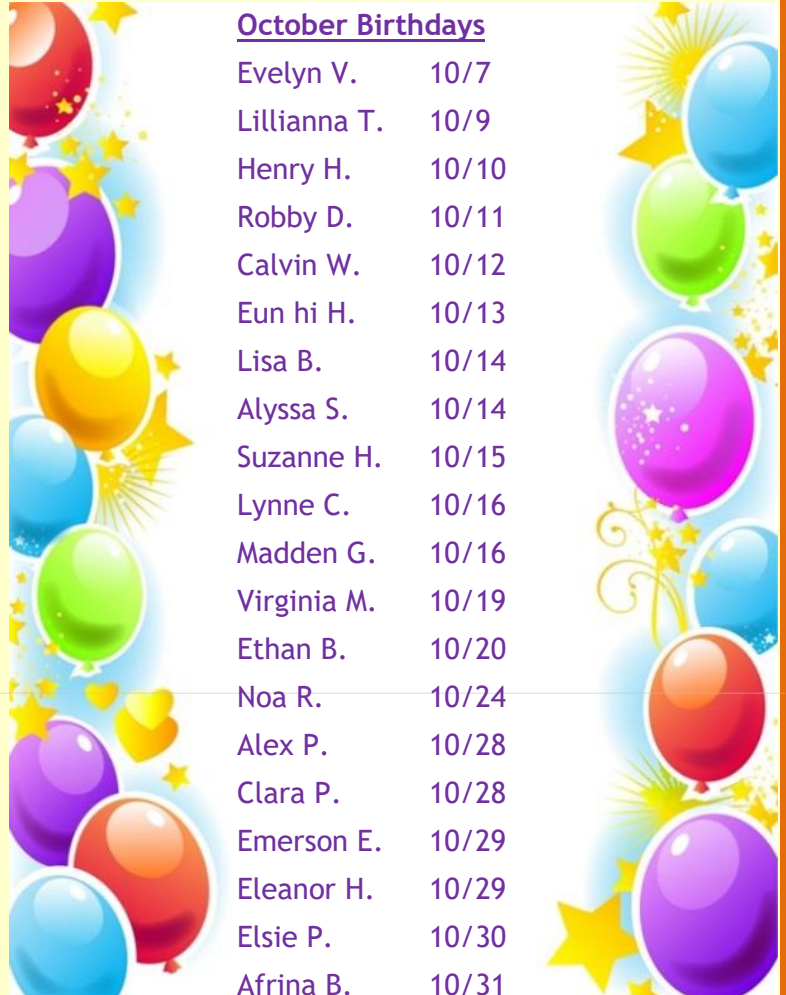 October Birthdays
Evelyn V. 10/7
Lillianna T. 10/9
Henry H. 10/10
Robby D. 10/11
Calvin W. 10/12
Eun hi H. 10/13
Lisa B. 10/14
Alyssa S. 10/14
Suzanne H. 10/15
Lynne C. 10/16
Madden G. 10/16
Virginia M. 10/19
Ethan B. 10/20
Noa R. 10/24
Alex P. 10/28
Clara P. 10/28
Emerson E. 10/29
Eleanor H. 10/29
Elsie P. 10/30
Afrina B. 10/31